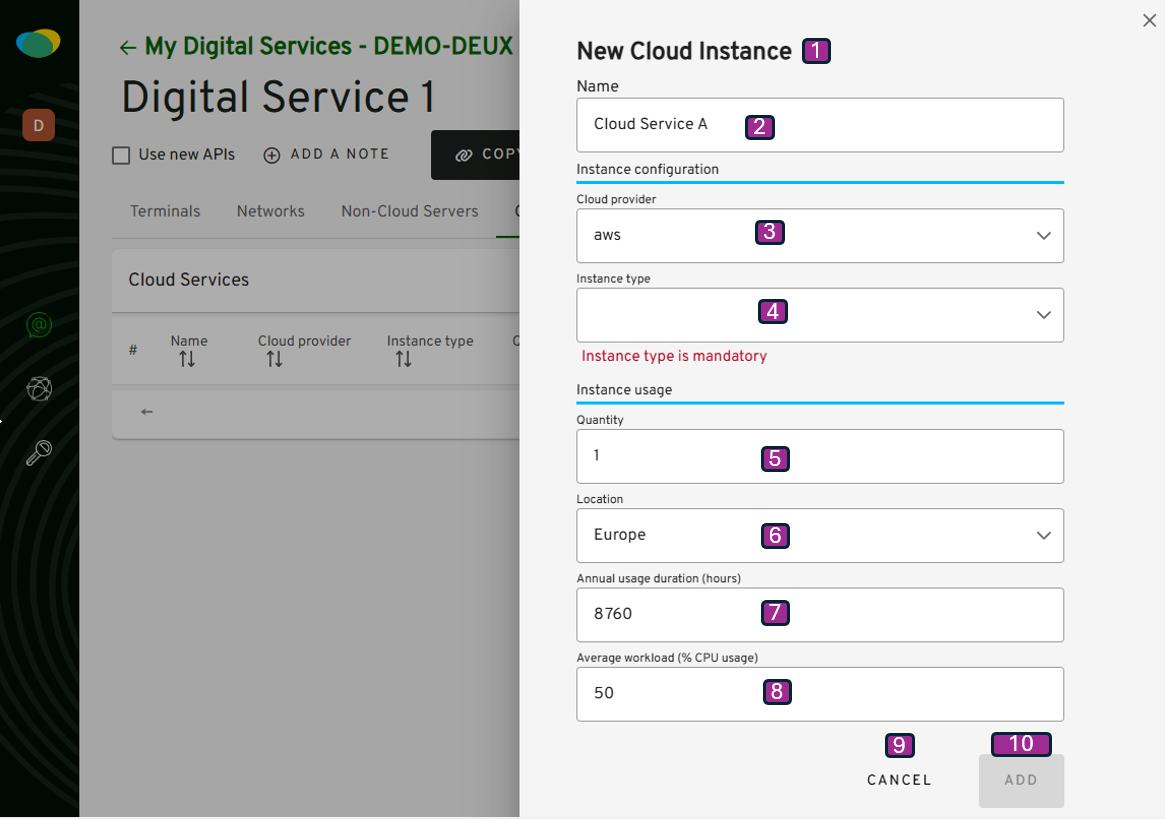 ← My Digital Services - DEMO-DEUX
Digital Service 1
D
Use new APIs
ADD A NOTE
COPY
Terminals
Networks
Non-Cloud Servers
Cloud Services
#
Name
Cloud provider
Instance type
Q
←
New Cloud Instance 1
Name
Cloud Service A 2
Instance configuration
Cloud provider
aws 3
Instance type
4
Instance type is mandatory
Instance usage
Quantity
1 5
Location
Europe 6
Annual usage duration (hours)
8760 7
Average workload (% CPU usage)
50 8
9 10
CANCEL ADD